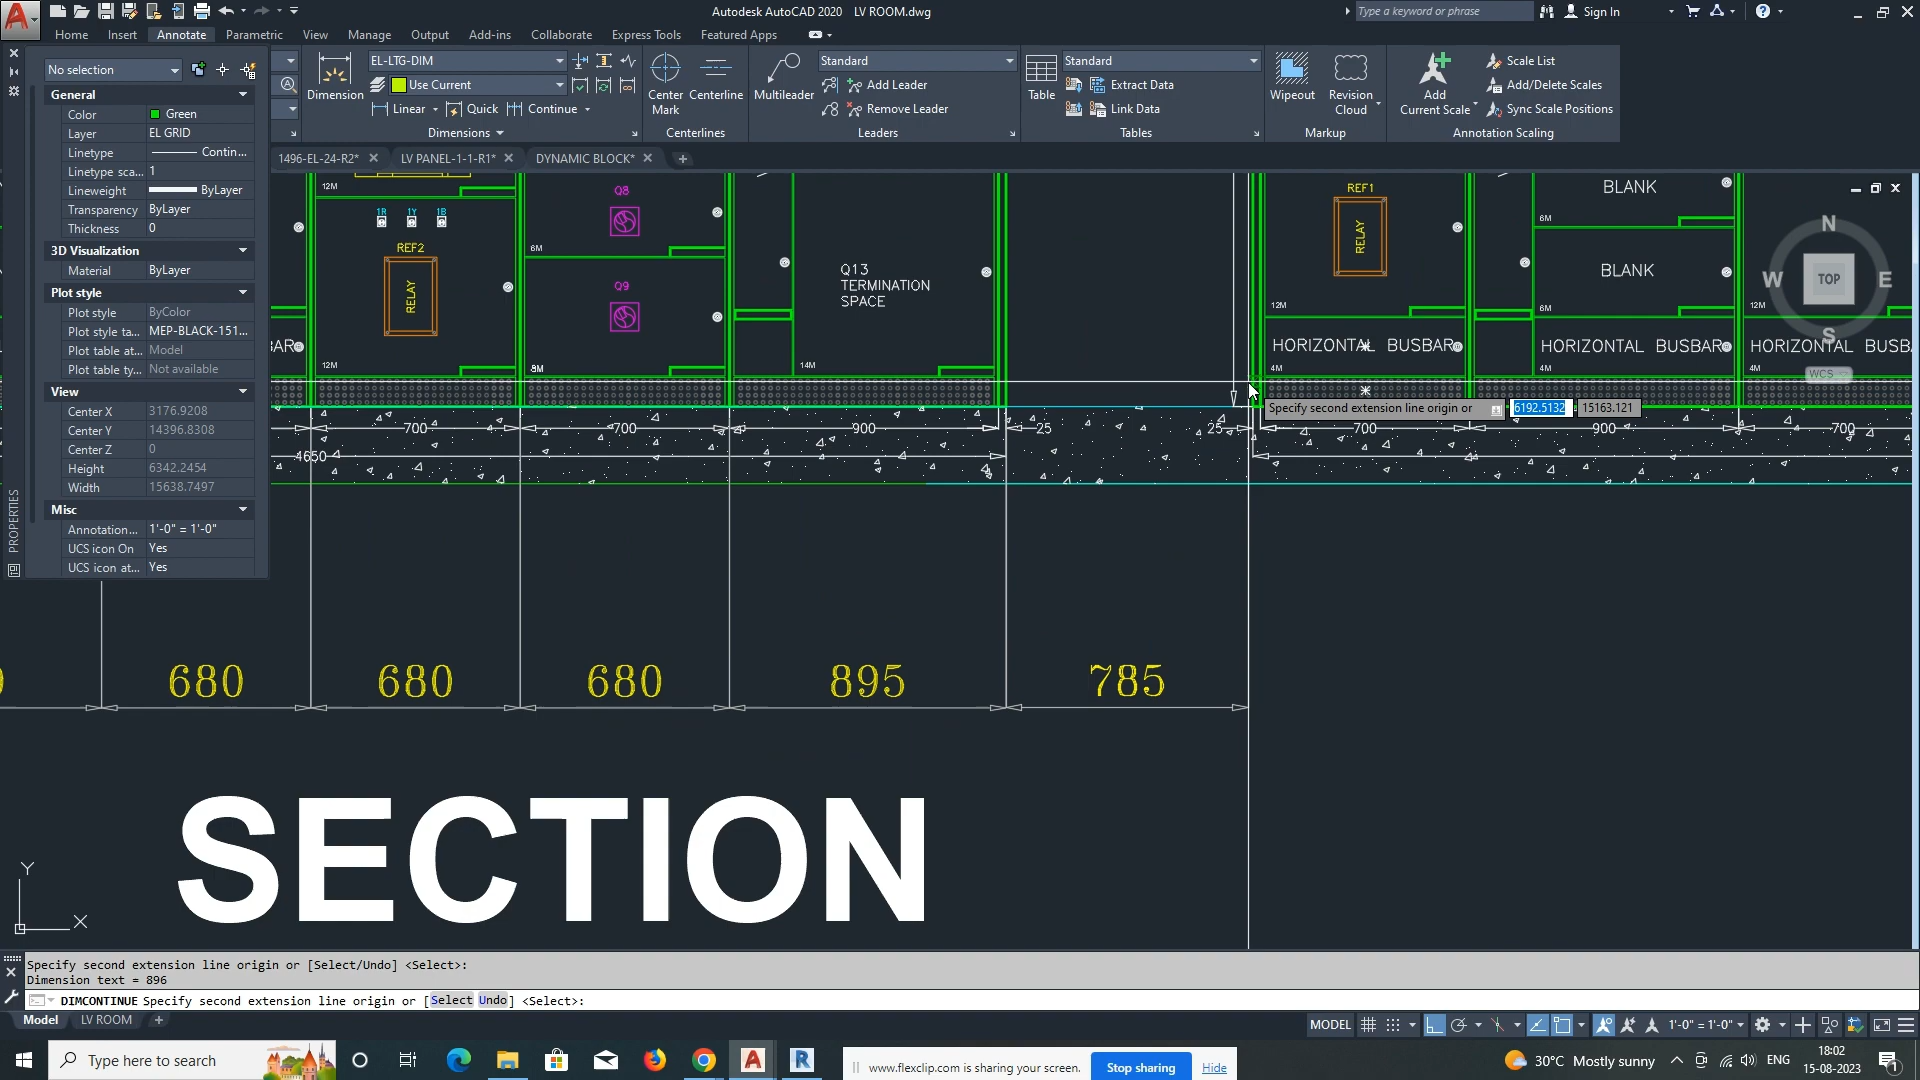 Autodesk AutoCAD 2020 LV ROOM.dwg
Type a keyword or phrase
Sign In
Home Insert Annotate Parametric View Manage Output Add-ins Collaborate Express Tools Featured Apps
No selection
General
Color Green
Layer EL GRID
Linetype Contin...
Linetype sca... 1
Lineweight ByLayer
Transparency ByLayer
Thickness 0
3D Visualization
Material ByLayer
Plot style
Plot style ByColor
Plot style ta... MEP-BLACK-151...
Plot table at... Model
Plot table ty... Not available
View
Center X 3176.9208
Center Y 14396.8308
Center Z 0
Height 6342.2454
Width 15638.7497
Misc
Annotation... 1'-0" = 1'-0"
UCS icon On Yes
UCS icon at... Yes
PROPERTIES
Dimension
EL-LTG-DIM
Use Current
Linear Quick Continue
Dimensions
Center Mark
Centerline
Centerlines
Multileader
Standard
Add Leader
Remove Leader
Leaders
Table
Standard
Extract Data
Link Data
Tables
Wipeout
Revision Cloud
Markup
Add Current Scale
Scale List
Add/Delete Scales
Sync Scale Positions
Annotation Scaling
1496-EL-24-R2* LV PANEL-1-1-R1* DYNAMIC BLOCK*
12M
1R 1Y 1B
REF2
RELAY
12M
BAR
Q8
6M
Q9
Q13
TERMINATION
SPACE
14M
REF1
RELAY
12M
HORIZONTAL BUSBAR
4M
BLANK
6M
BLANK
6M
HORIZONTAL BUSBAR
4M
12M
HORIZONTAL BUSB
4M
N
W TOP E
S
WCS
Specify second extension line origin or 6192.5132 15163.121
700 700 900 25 25 700 900 700
4650
680 680 680 895 785
SECTION
Y
X
Specify second extension line origin or [Select/Undo] <Select>:
Dimension text = 896
DIMCONTINUE Specify second extension line origin or [Select Undo] <Select>:
Model LV ROOM
MODEL 1'-0" = 1'-0"
Type here to search
www.flexclip.com is sharing your screen.
Stop sharing
Hide
30°C Mostly sunny
ENG
18:02
15-08-2023
1